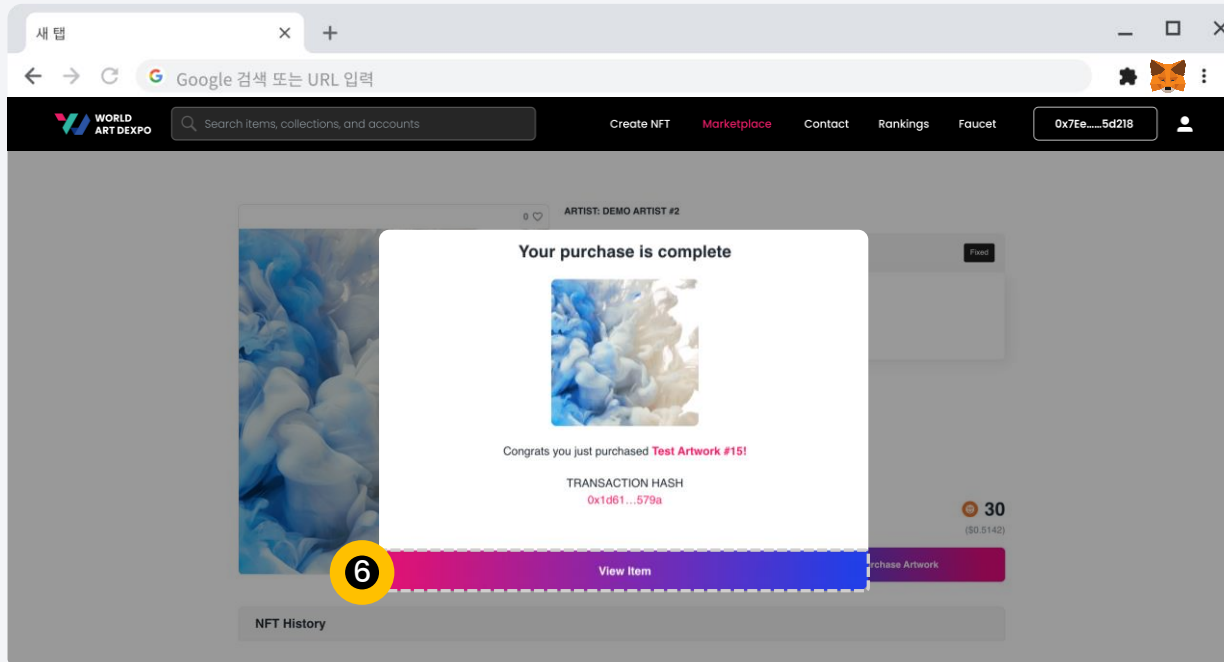 새 탭
Google 검색 또는 URL 입력
WORLD
ART DEXPO
Search items, collections, and accounts
Create NFT
Marketplace
Contact
Rankings
Faucet
0x7Ee......5d218
0
ARTIST: DEMO ARTIST #2
Fixed
Your purchase is complete
Congrats you just purchased Test Artwork #15!
TRANSACTION HASH
0x1d61...579a
30
($0.5142)
6
View Item
rchase Artwork
NFT History